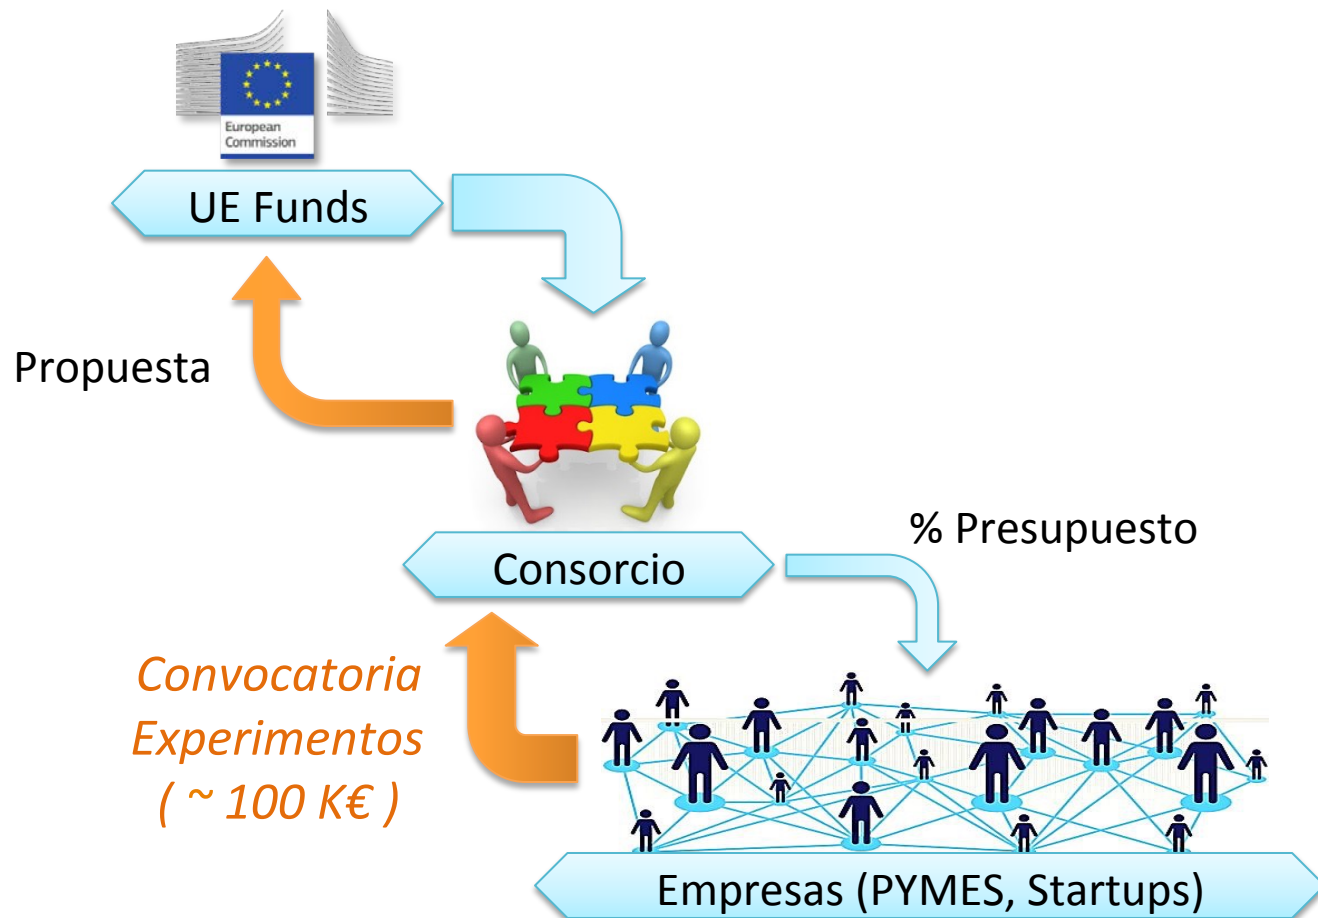 European
Commission
UE Funds
Propuesta
% Presupuesto
Consorcio
Convocatoria
Experimentos
( ~ 100 K€ )
Empresas (PYMES, Startups)